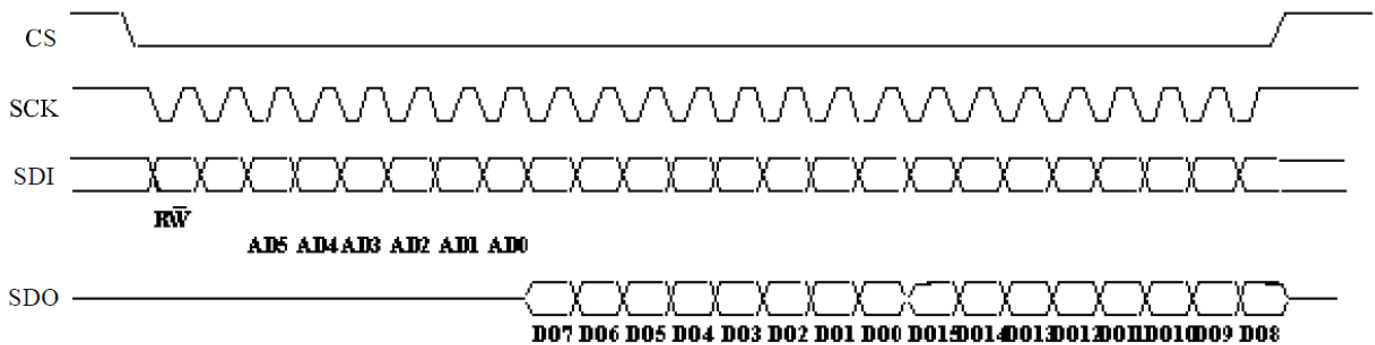 CS
SCK
SDI
RW̅
AD5 AD4 AD3 AD2 AD1 AD0
SDO
D07 D06 D05 D04 D03 D02 D01 D00 D015 D014 D013 D012 D011 D010 D09 D08